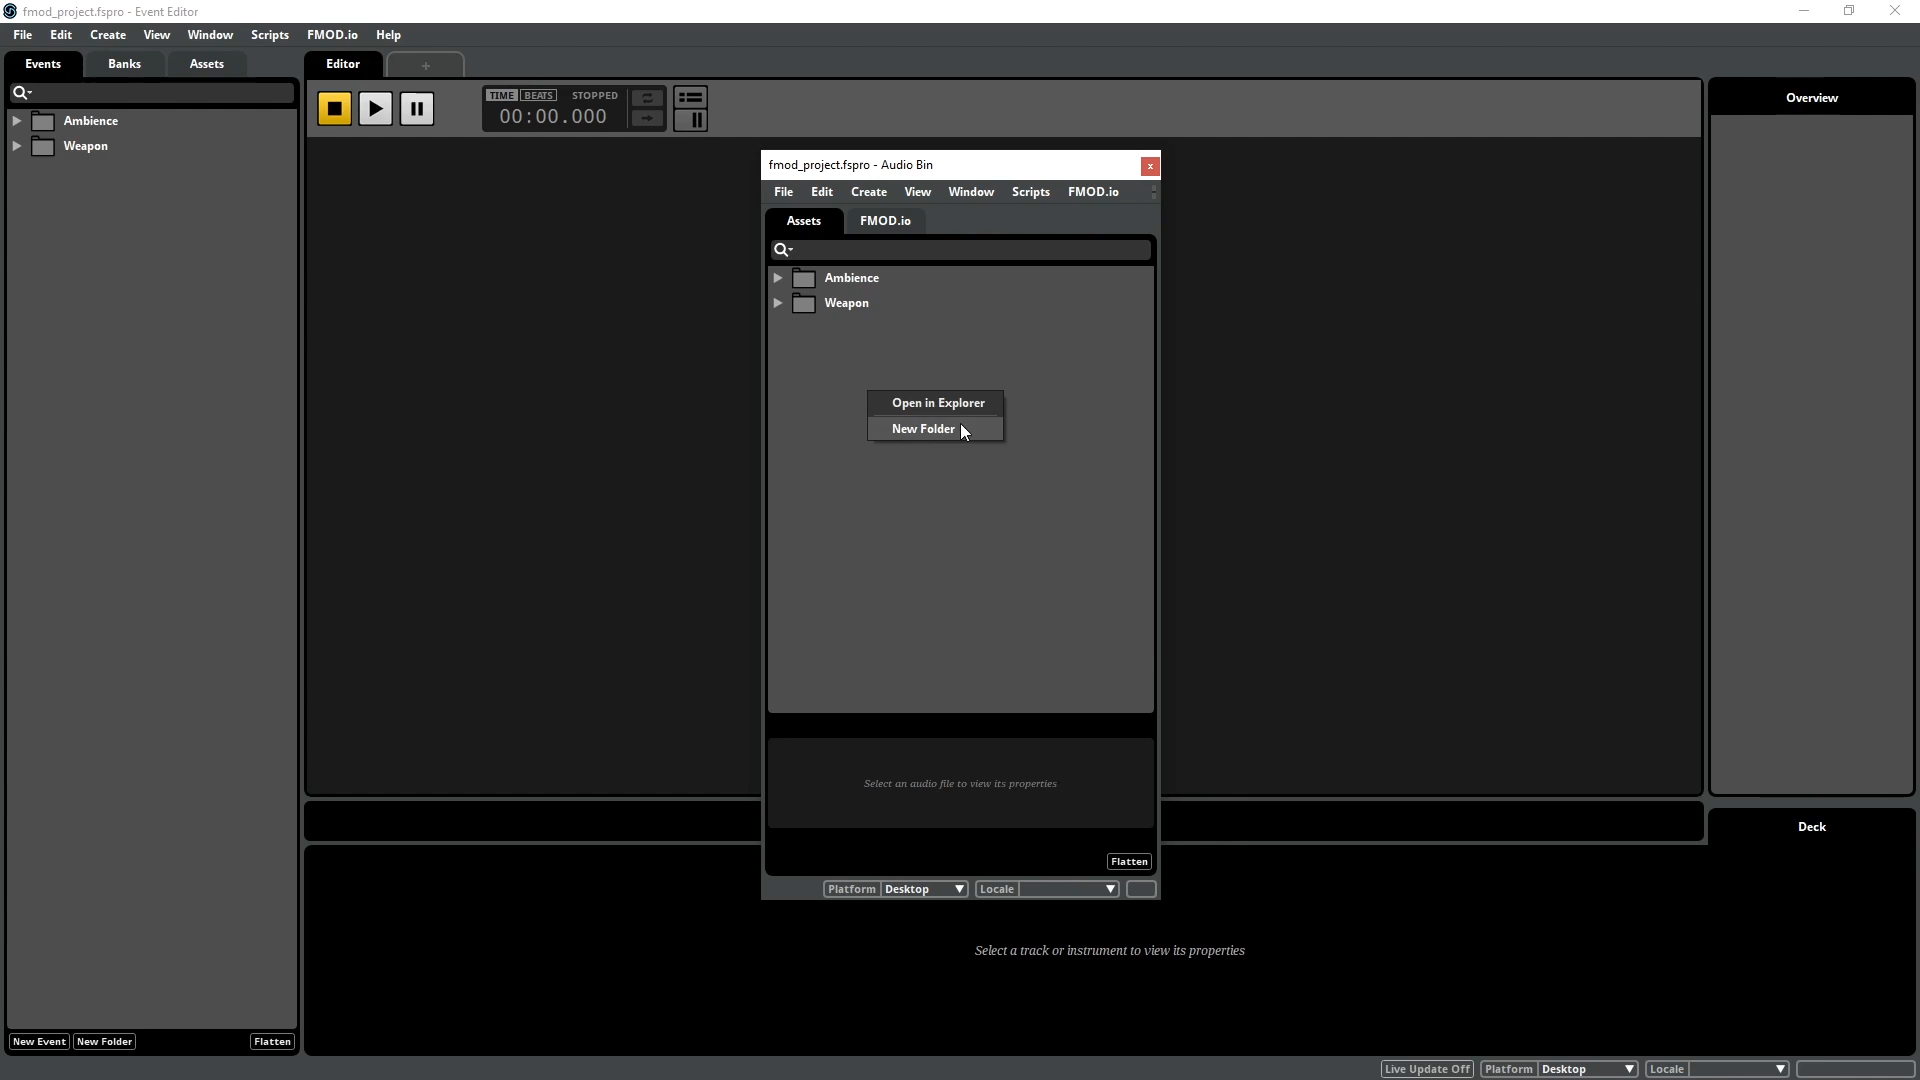 fmod_project.fspro - Event Editor
File Edit Create View Window Scripts FMOD.io Help
Events Banks Assets Editor +
TIME BEATS STOPPED
00:00.000
Overview
Ambience
Weapon
fmod_project.fspro - Audio Bin
x
File Edit Create View Window Scripts FMOD.io
Assets FMOD.io
Ambience
Weapon
Open in Explorer
New Folder
Select an audio file to view its properties
Flatten
Platform Desktop Locale
Deck
Select a track or instrument to view its properties
New Event New Folder Flatten
Live Update Off Platform Desktop Locale